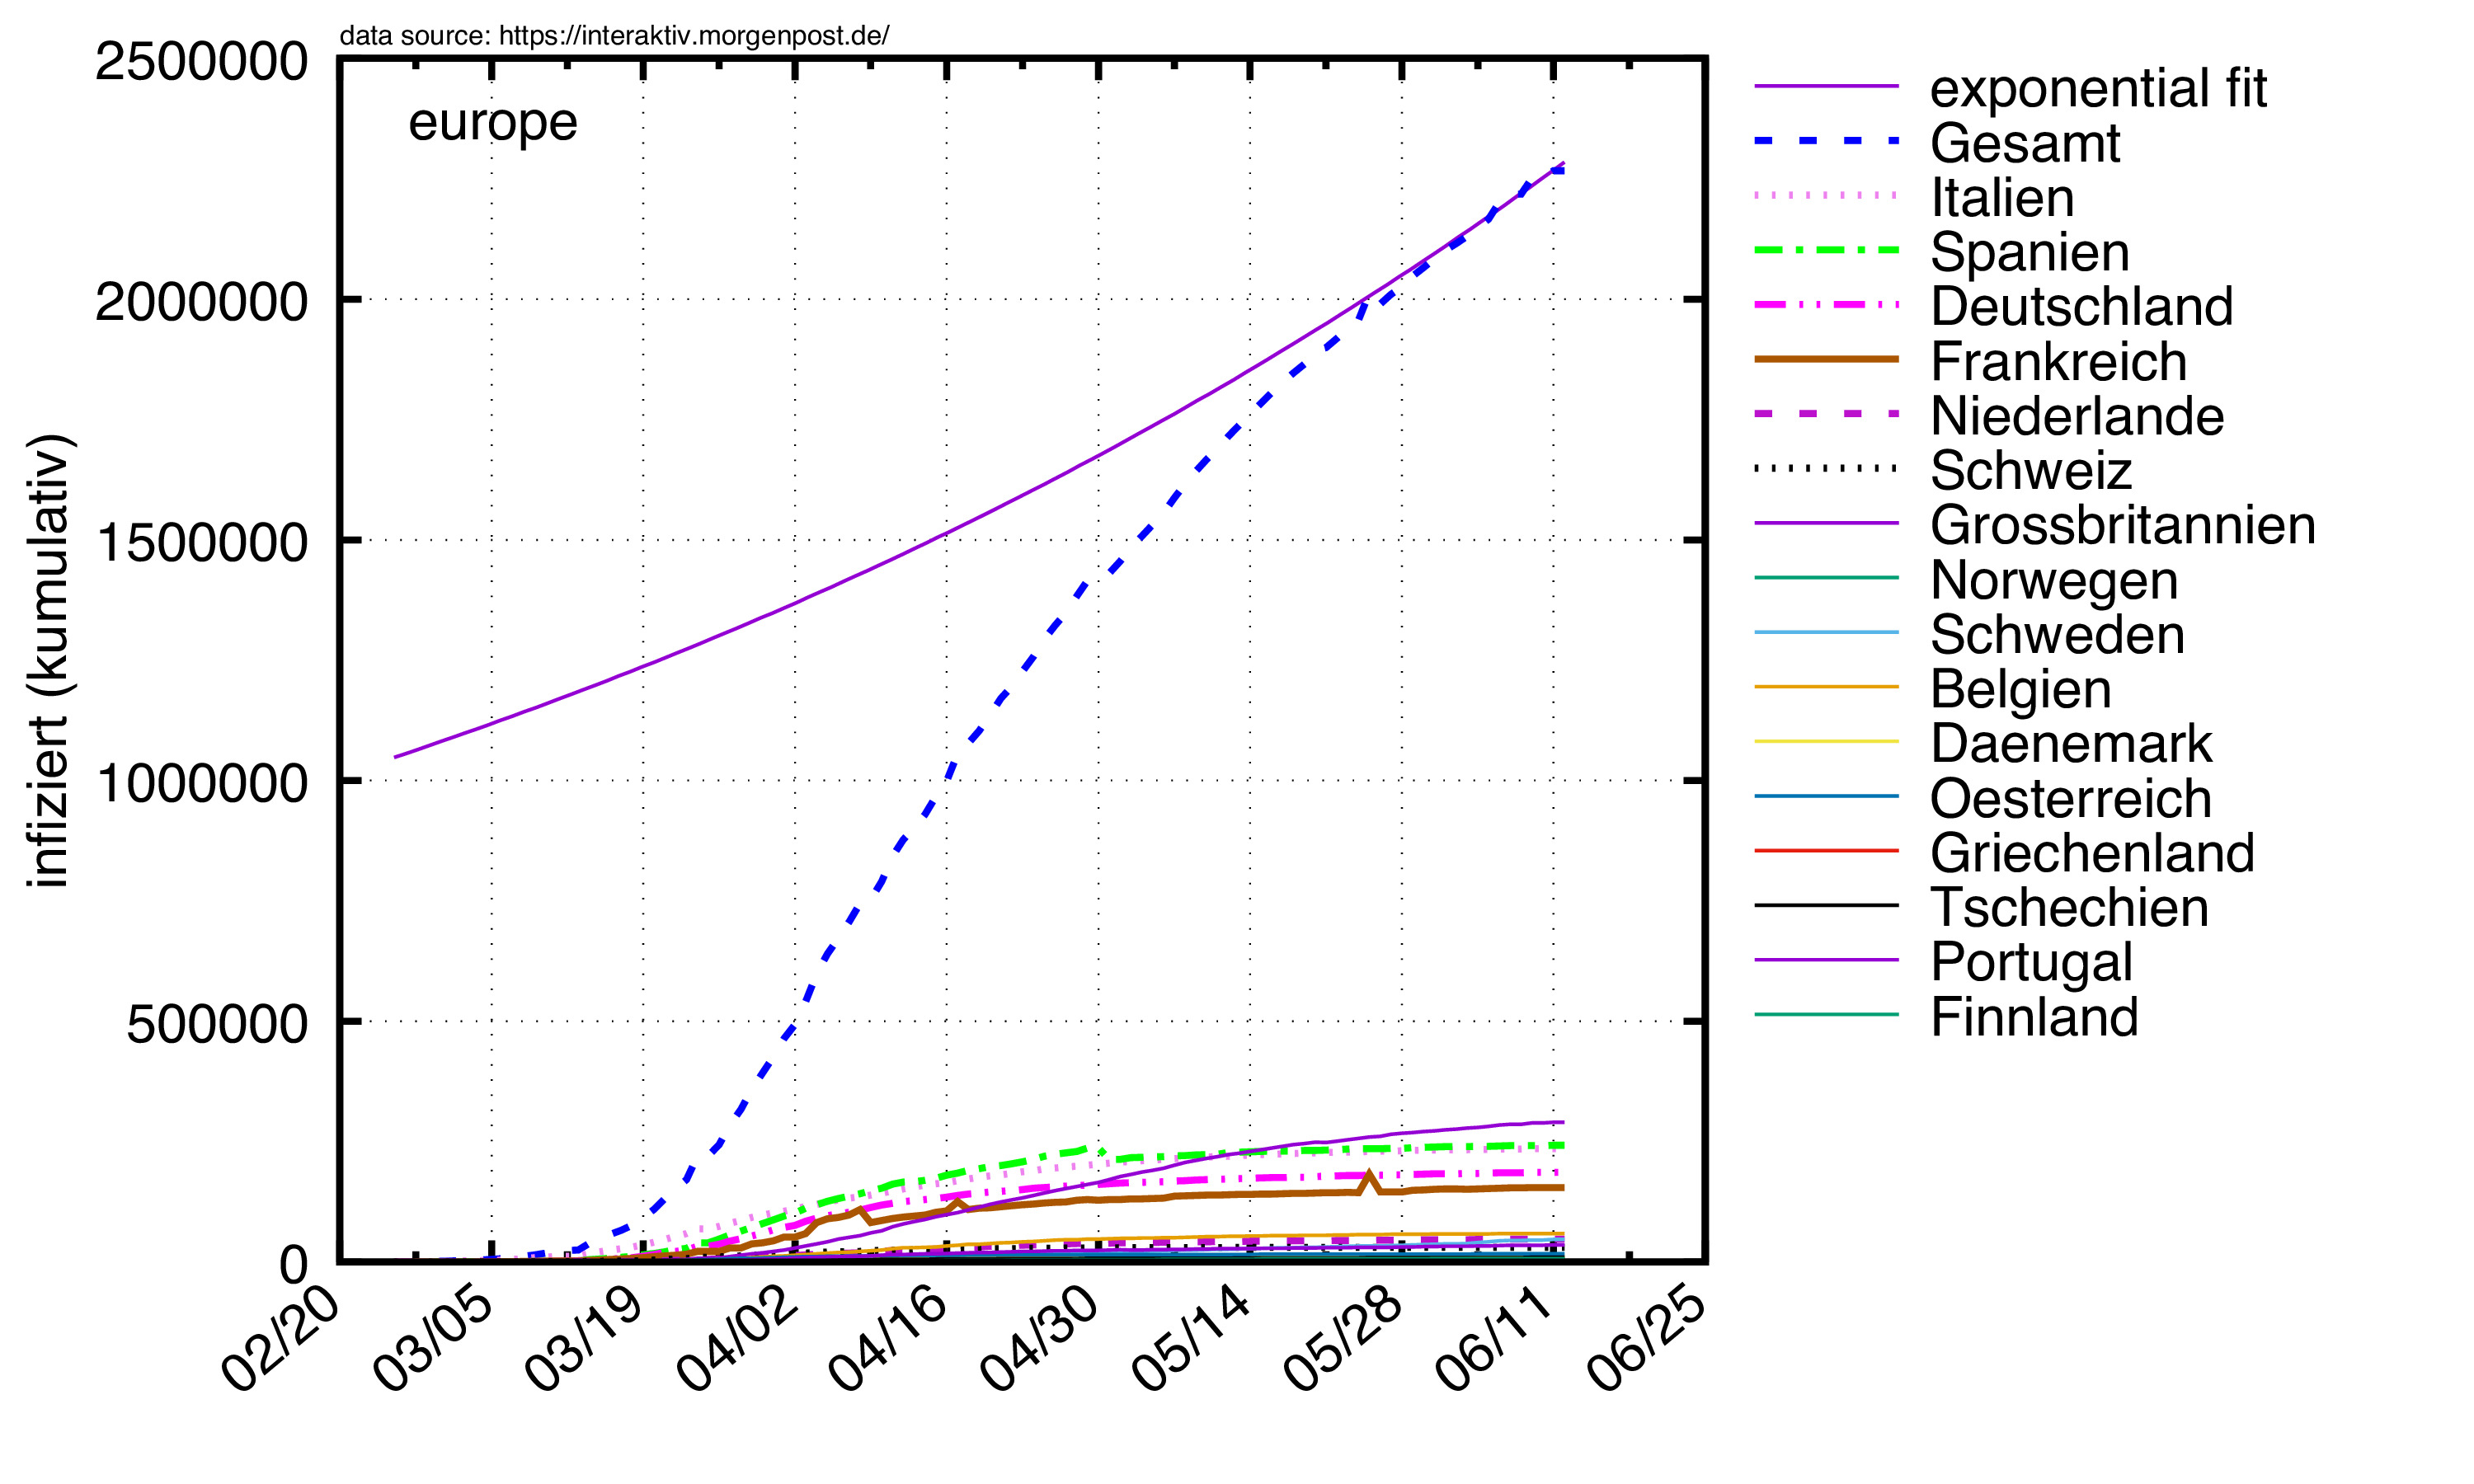 data source: https://interaktiv.morgenpost.de/
europe
infiziert (kumulativ)
2500000
2000000
1500000
1000000
500000
0
02/20
03/05
03/19
04/02
04/16
04/30
05/14
05/28
06/11
06/25
exponential fit
Gesamt
Italien
Spanien
Deutschland
Frankreich
Niederlande
Schweiz
Grossbritannien
Norwegen
Schweden
Belgien
Daenemark
Oesterreich
Griechenland
Tschechien
Portugal
Finnland